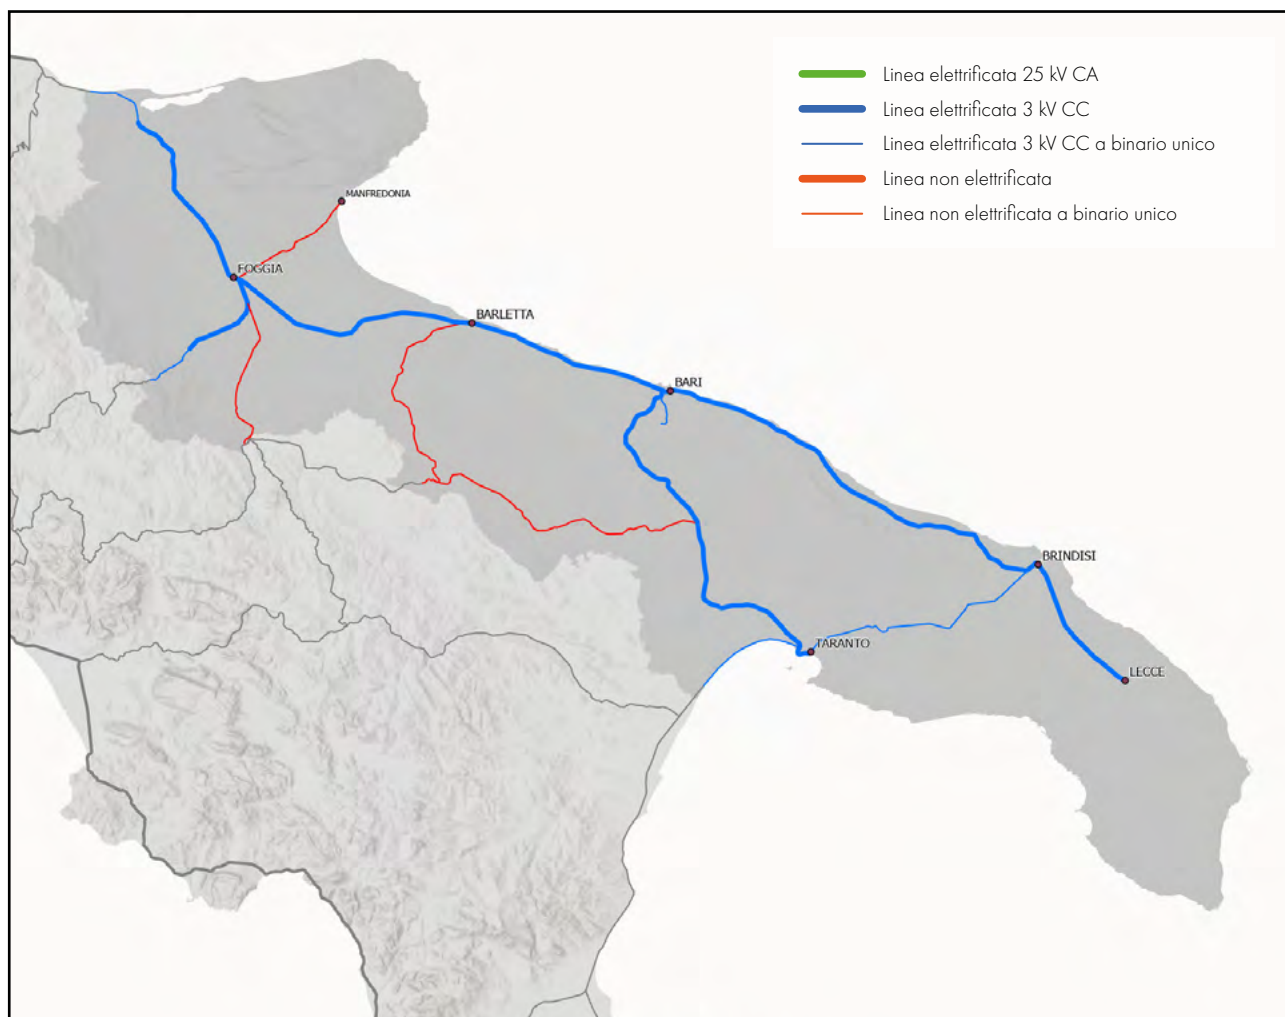 Linea elettrificata 25 kV CA
Linea elettrificata 3 kV CC
Linea elettrificata 3 kV CC a binario unico
Linea non elettrificata
Linea non elettrificata a binario unico
MANFREDONIA
FOGGIA
BARLETTA
BARI
BRINDISI
TARANTO
LECCE